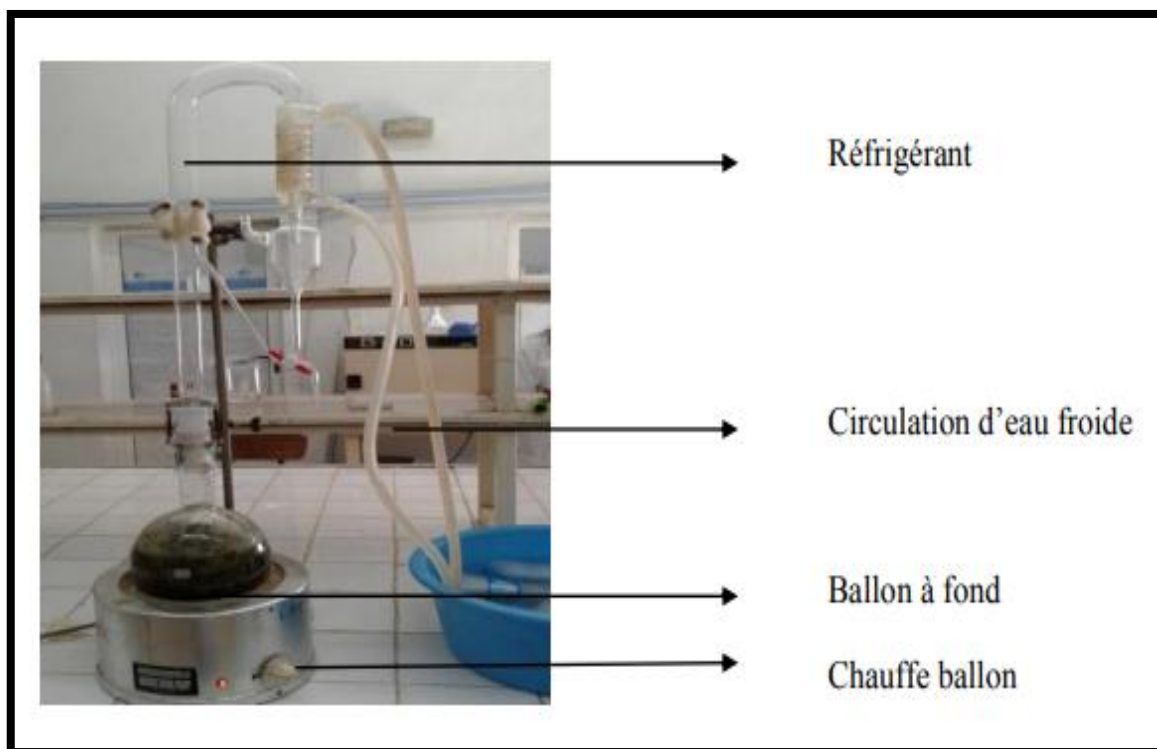 Réfrigérant
Circulation d’eau froide
Ballon à fond
Chauffe ballon